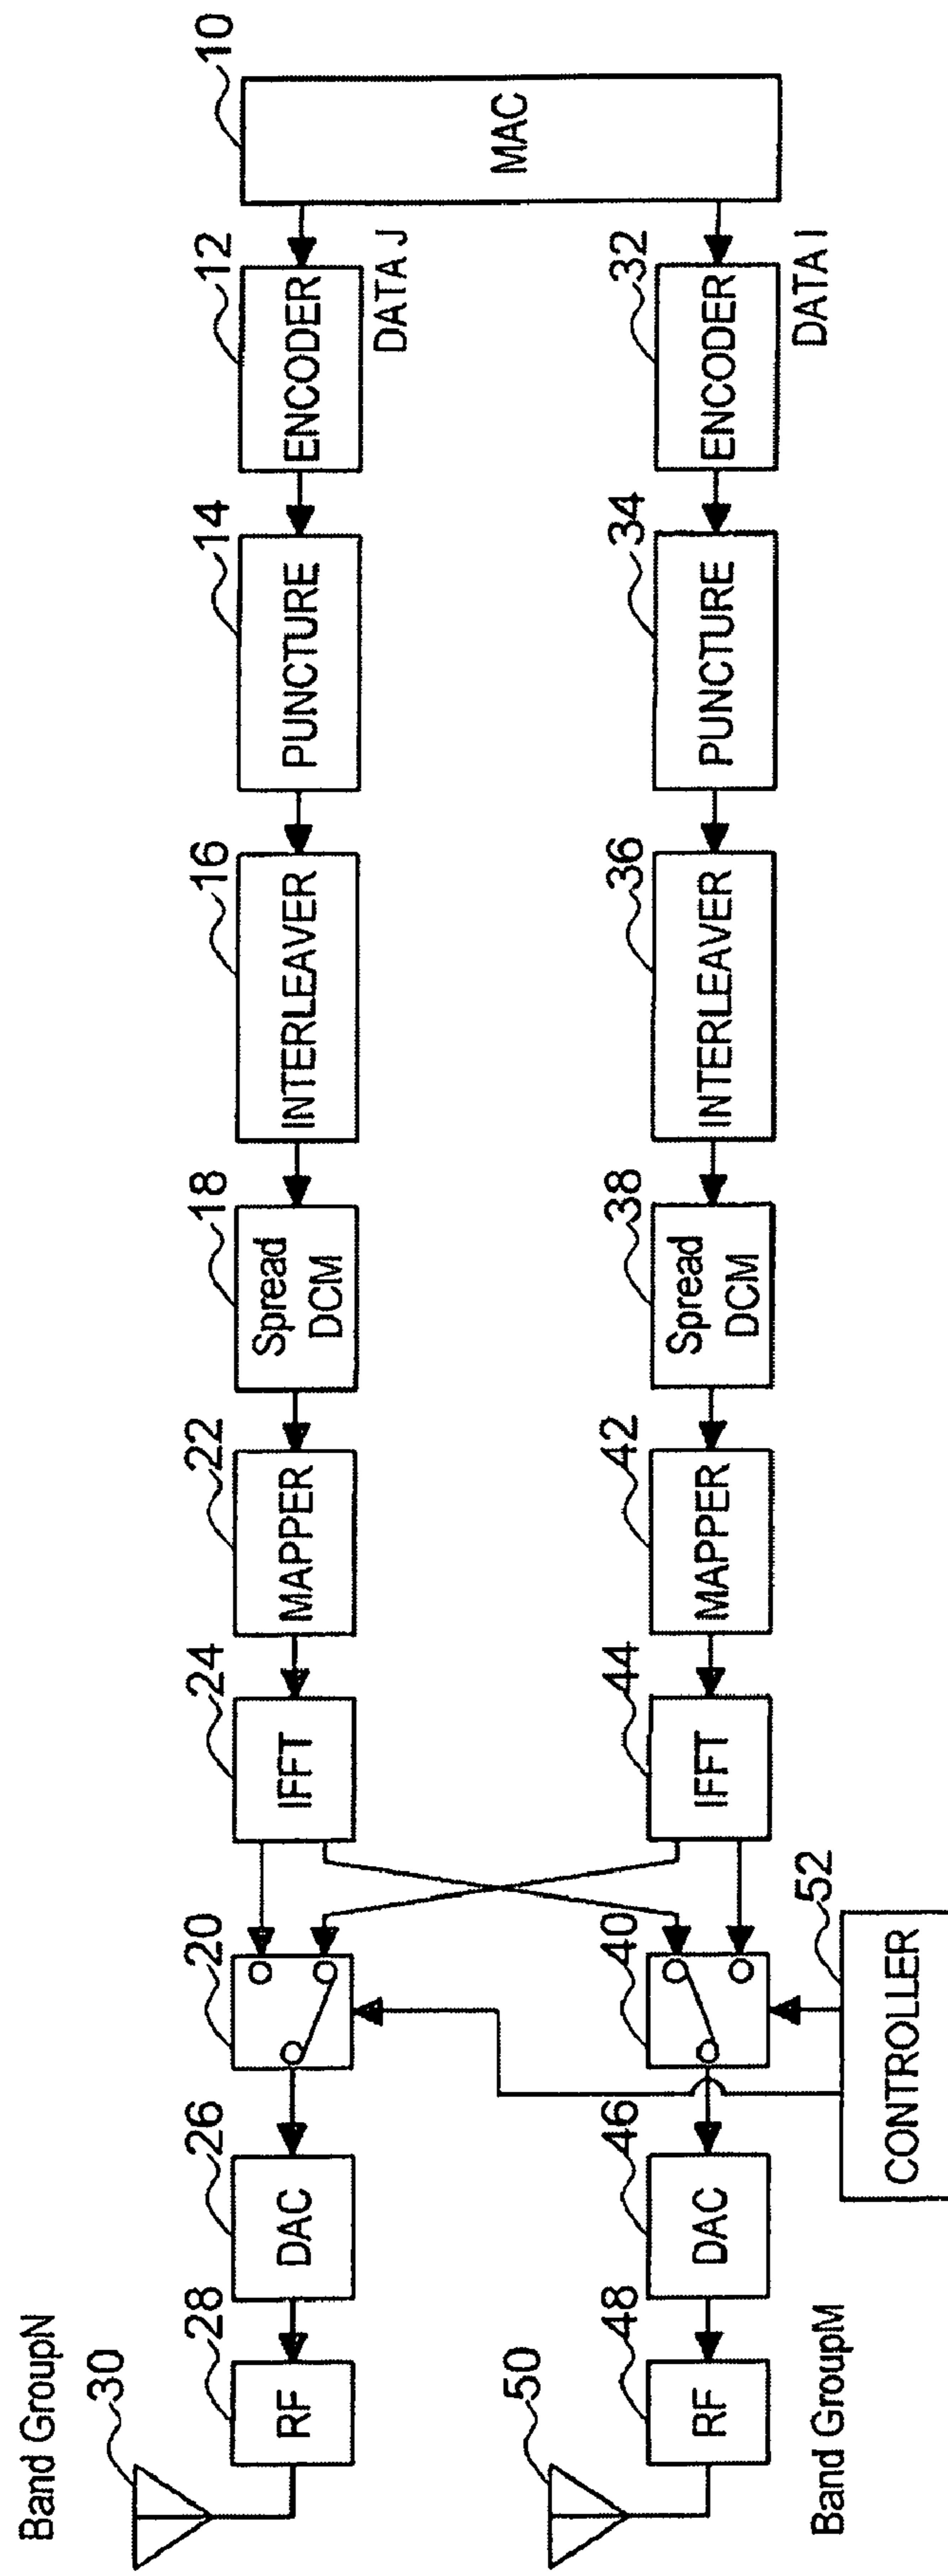 Band GroupN
30
28
RF
26
DAC
20
24
IFFT
22
MAPPER
18
Spread
DCM
16
INTERLEAVER
14
PUNCTURE
12
ENCODER
DATA J
10
MAC
50
48
RF
Band GroupM
46
DAC
40
52
CONTROLLER
44
IFFT
42
MAPPER
38
Spread
DCM
36
INTERLEAVER
34
PUNCTURE
32
ENCODER
DATA I